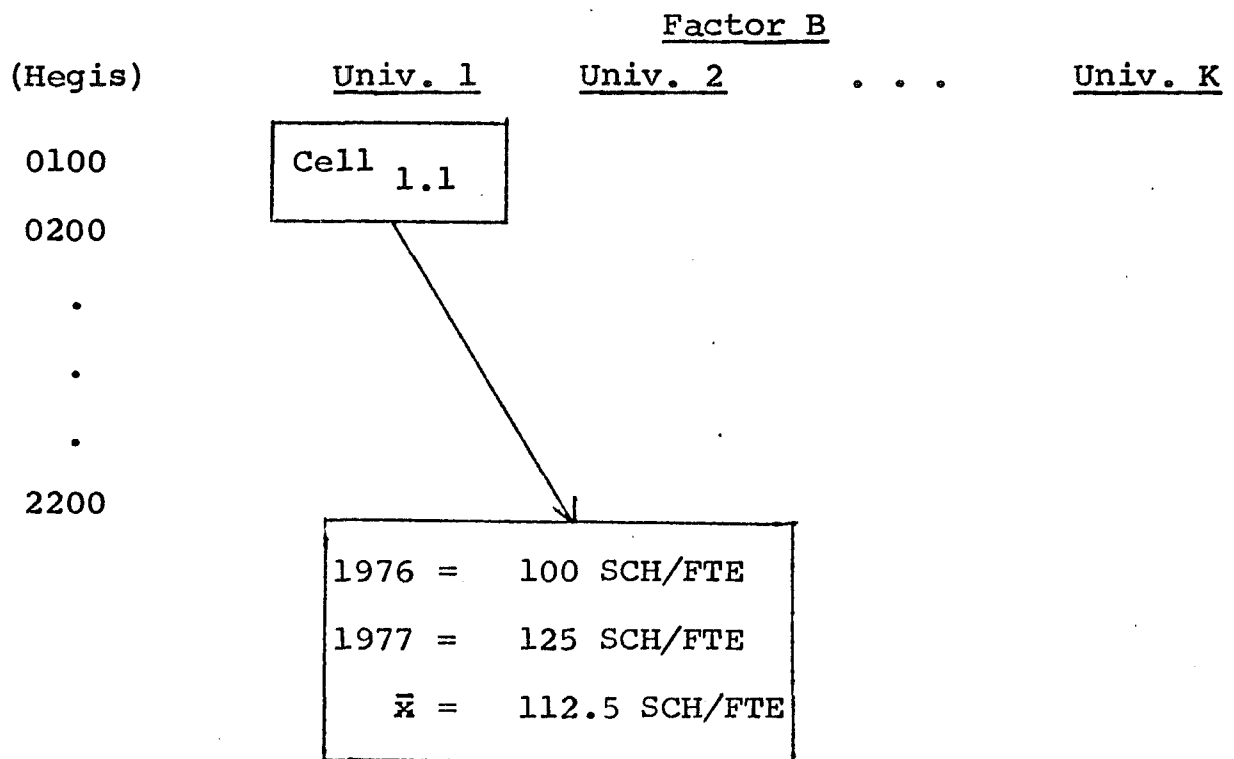 Factor B
(Hegis) Univ. 1 Univ. 2 . . . Univ. K
0100 Cell 1.1
0200
.
.
.
2200
1976 = 100 SCH/FTE
1977 = 125 SCH/FTE
x̄ = 112.5 SCH/FTE